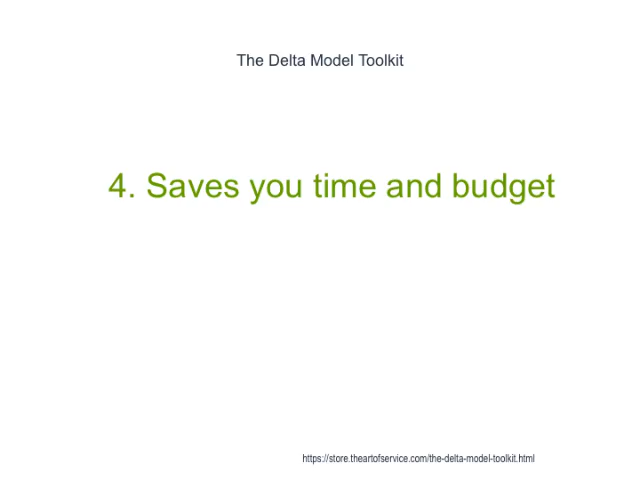 The Delta Model Toolkit
4. Saves you time and budget
https://store.theartofservice.com/the-delta-model-toolkit.html